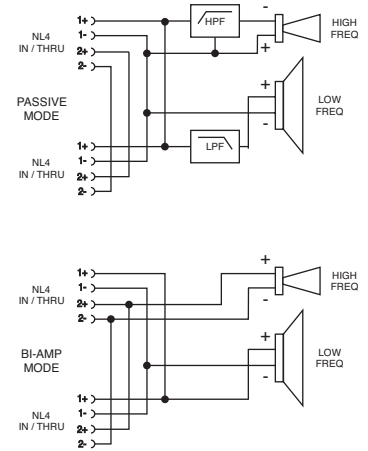 1+
1-
2+
2-
NL4
IN / THRU
HPF
-
+
HIGH
FREQ
PASSIVE
MODE
+
-
LOW
FREQ
1+
1-
2+
2-
NL4
IN / THRU
LPF
1+
1-
2+
2-
NL4
IN / THRU
+
-
HIGH
FREQ
BI-AMP
MODE
+
-
LOW
FREQ
1+
1-
2+
2-
NL4
IN / THRU